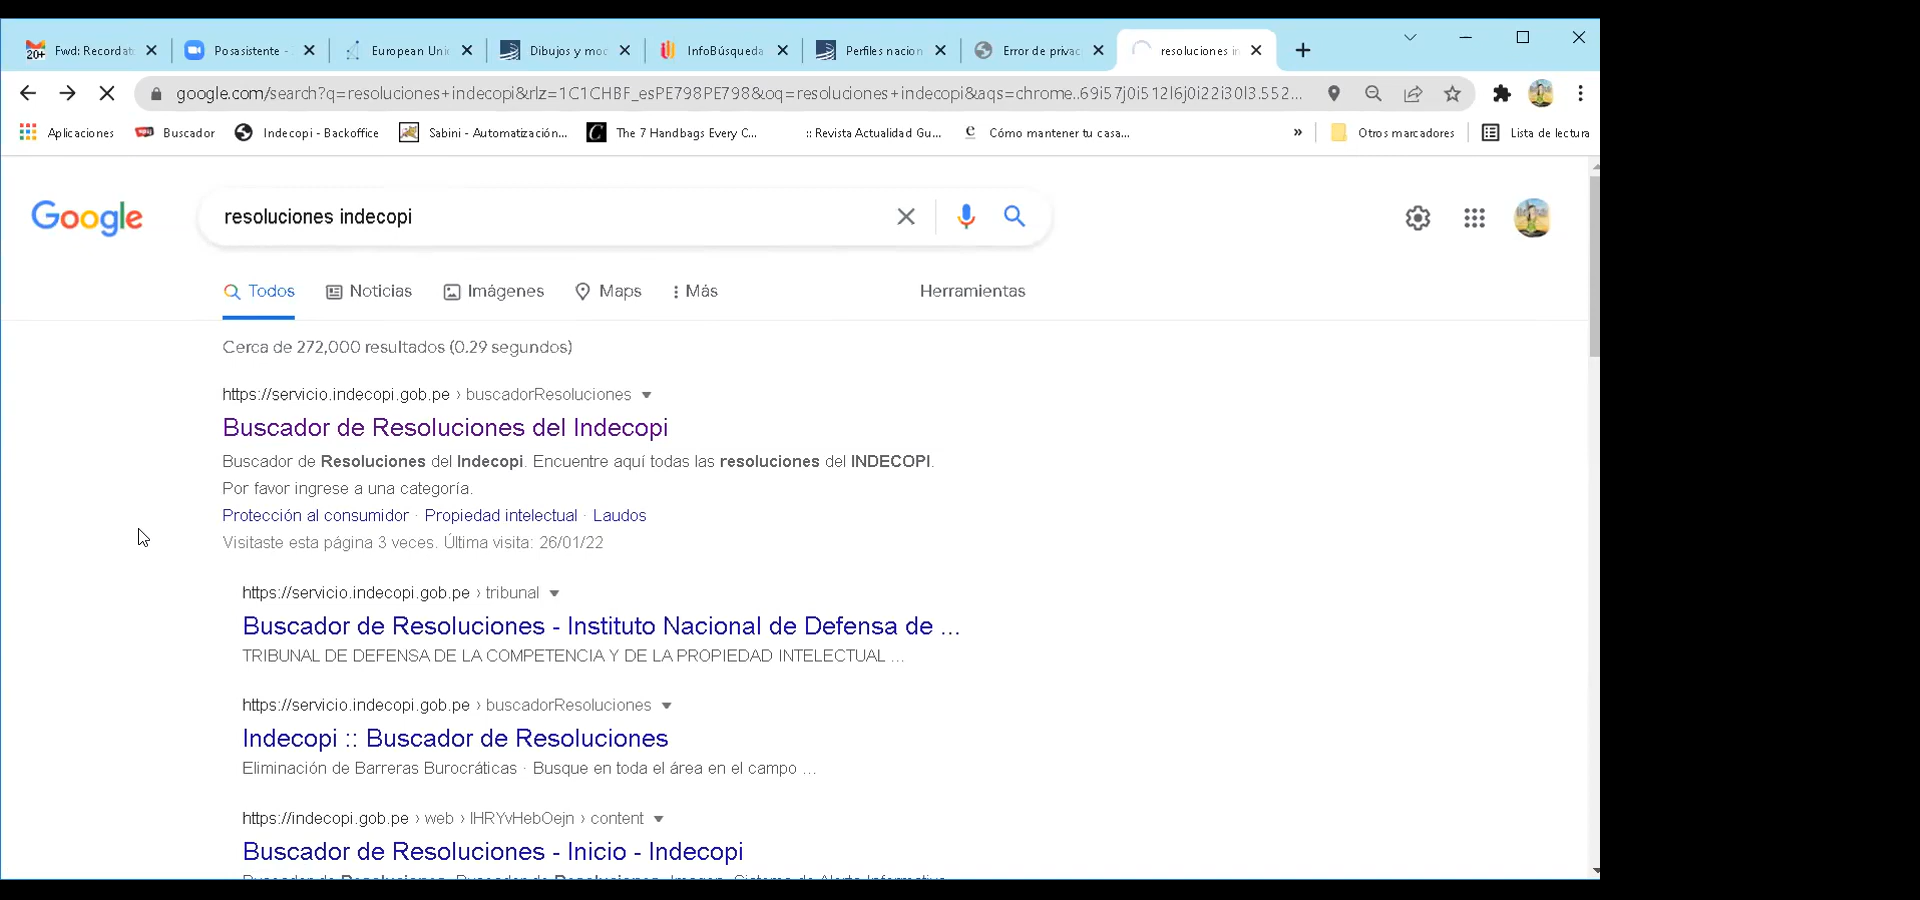 20+ Fwd: Recordat Posasistente - European Uni Dibujos y mod InfoBúsqueda Perfiles nacion Error de privac resoluciones in
google.com/search?q=resoluciones+indecopi&rlz=1C1CHBF_esPE798PE798&oq=resoluciones+indecopi&aqs=chrome..69i57j0i512l6j0i22i30l3.552...
Aplicaciones Buscador Indecopi - Backoffice Sabini - Automatización... The 7 Handbags Every C... :: Revista Actualidad Gu... Cómo mantener tu casa... » Otros marcadores Lista de lectura
Google resoluciones indecopi
Todos Noticias Imágenes Maps Más Herramientas
Cerca de 272,000 resultados (0.29 segundos)
https://servicio.indecopi.gob.pe › buscadorResoluciones
Buscador de Resoluciones del Indecopi
Buscador de Resoluciones del Indecopi. Encuentre aquí todas las resoluciones del INDECOPI.
Por favor ingrese a una categoría.
Protección al consumidor · Propiedad intelectual · Laudos
Visitaste esta página 3 veces. Última visita: 26/01/22
https://servicio.indecopi.gob.pe › tribunal
Buscador de Resoluciones - Instituto Nacional de Defensa de ...
TRIBUNAL DE DEFENSA DE LA COMPETENCIA Y DE LA PROPIEDAD INTELECTUAL ...
https://servicio.indecopi.gob.pe › buscadorResoluciones
Indecopi :: Buscador de Resoluciones
Eliminación de Barreras Burocráticas · Busque en toda el área en el campo ...
https://indecopi.gob.pe › web › lHRYvHebOejn › content
Buscador de Resoluciones - Inicio - Indecopi